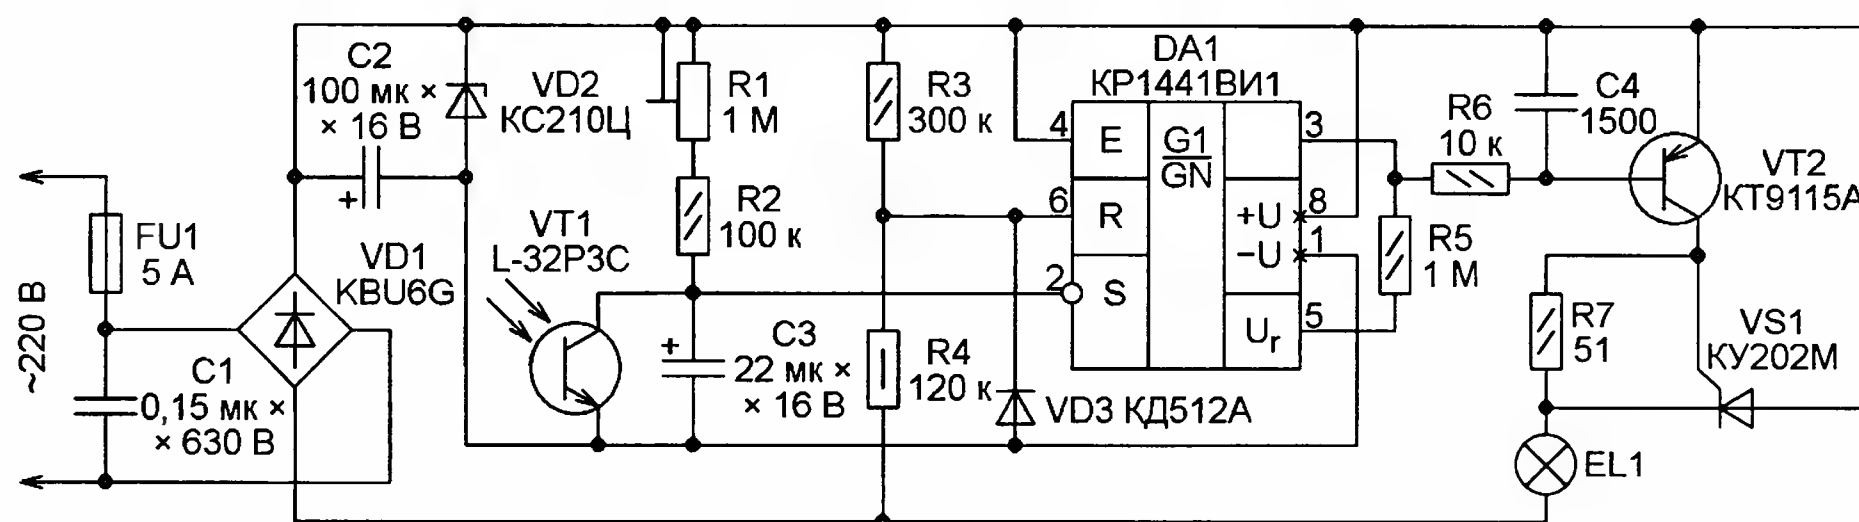 ~220 В
FU1
5 А
C1
0,15 мк ×
× 630 В
C2
100 мк ×
× 16 В
+
VD1
KBU6G
VD2
КС210Ц
VT1
L-32P3C
R1
1 М
R2
100 к
+
C3
22 мк ×
× 16 В
R3
300 к
R4
120 к
VD3 КД512А
DA1
КР1441ВИ1
4
E
6
R
2
S
G1
GN
3
+U
8
−U
1
Ur
5
R5
1 М
R6
10 к
C4
1500
VT2
КТ9115А
R7
51
VS1
КУ202М
EL1